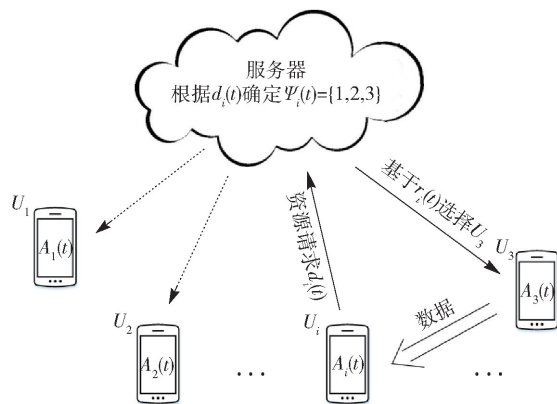 服务器
根据d_i(t)确定Ψ_i(t)={1,2,3}
U_1
A_1(t)
资源请求d_i(t)
基于r_i(t)选择U_3
U_3
A_3(t)
数据
U_2
A_2(t)
...
U_i
A_i(t)
...